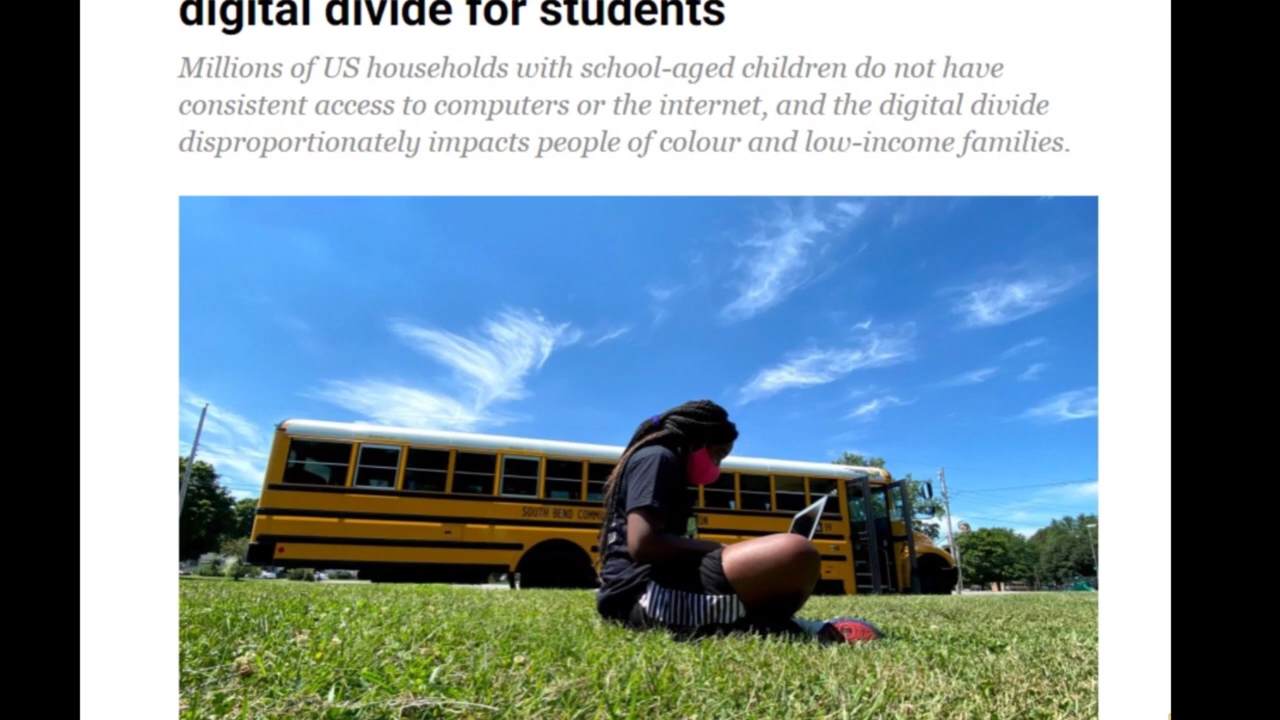 digital divide for students
Millions of US households with school-aged children do not have
consistent access to computers or the internet, and the digital divide
disproportionately impacts people of colour and low-income families.
SOUTH BEND COMMU